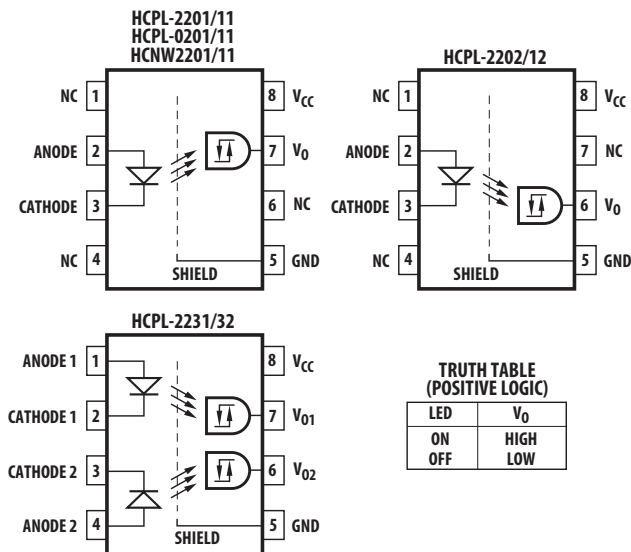 HCPL-2201/11
HCPL-0201/11
HCNW2201/11
NC 1
ANODE 2
CATHODE 3
NC 4
8 VCC
7 VO
6 NC
5 GND
SHIELD
HCPL-2202/12
NC 1
ANODE 2
CATHODE 3
NC 4
8 VCC
7 NC
6 VO
5 GND
SHIELD
HCPL-2231/32
ANODE 1 1
CATHODE 1 2
CATHODE 2 3
ANODE 2 4
8 VCC
7 VO1
6 VO2
5 GND
SHIELD
TRUTH TABLE
(POSITIVE LOGIC)
LED VO
ON HIGH
OFF LOW